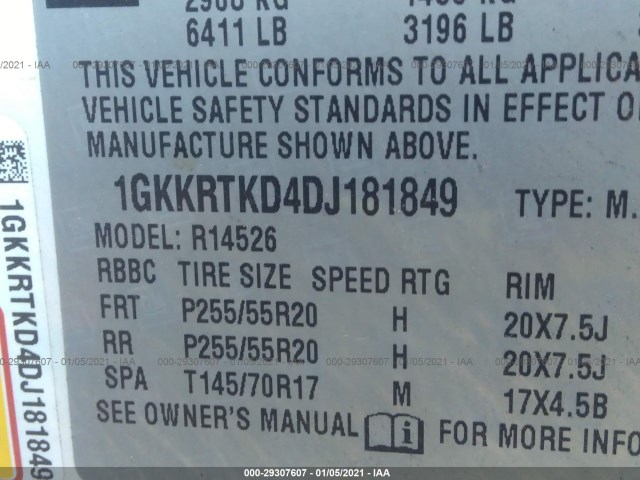 2908 KG
6411 LB 3196 LB
THIS VEHICLE CONFORMS TO ALL
VEHICLE SAFETY STANDARDS IN EFFECT
MANUFACTURE SHOWN ABOVE.
1GKKRTKD4DJ181849 TYPE: M.
MODEL: R14526
RBBC TIRE SIZE SPEED RTG RIM
FRT P255/55R20 H 20X7.5J
RR P255/55R20 H 20X7.5J
SPA T145/70R17 M 17X4.5B
SEE OWNER'S MANUAL i FOR MORE INFO
1GKKRTKD4DJ181849
000-29307607 - 01/05/2021 - IAA